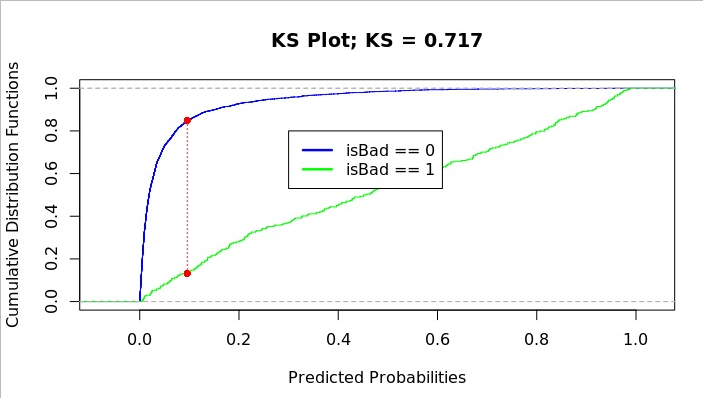 KS Plot; KS = 0.717
Cumulative Distribution Functions
1.0
0.8
0.6
0.4
0.2
0.0
isBad == 0
isBad == 1
0.0 0.2 0.4 0.6 0.8 1.0
Predicted Probabilities